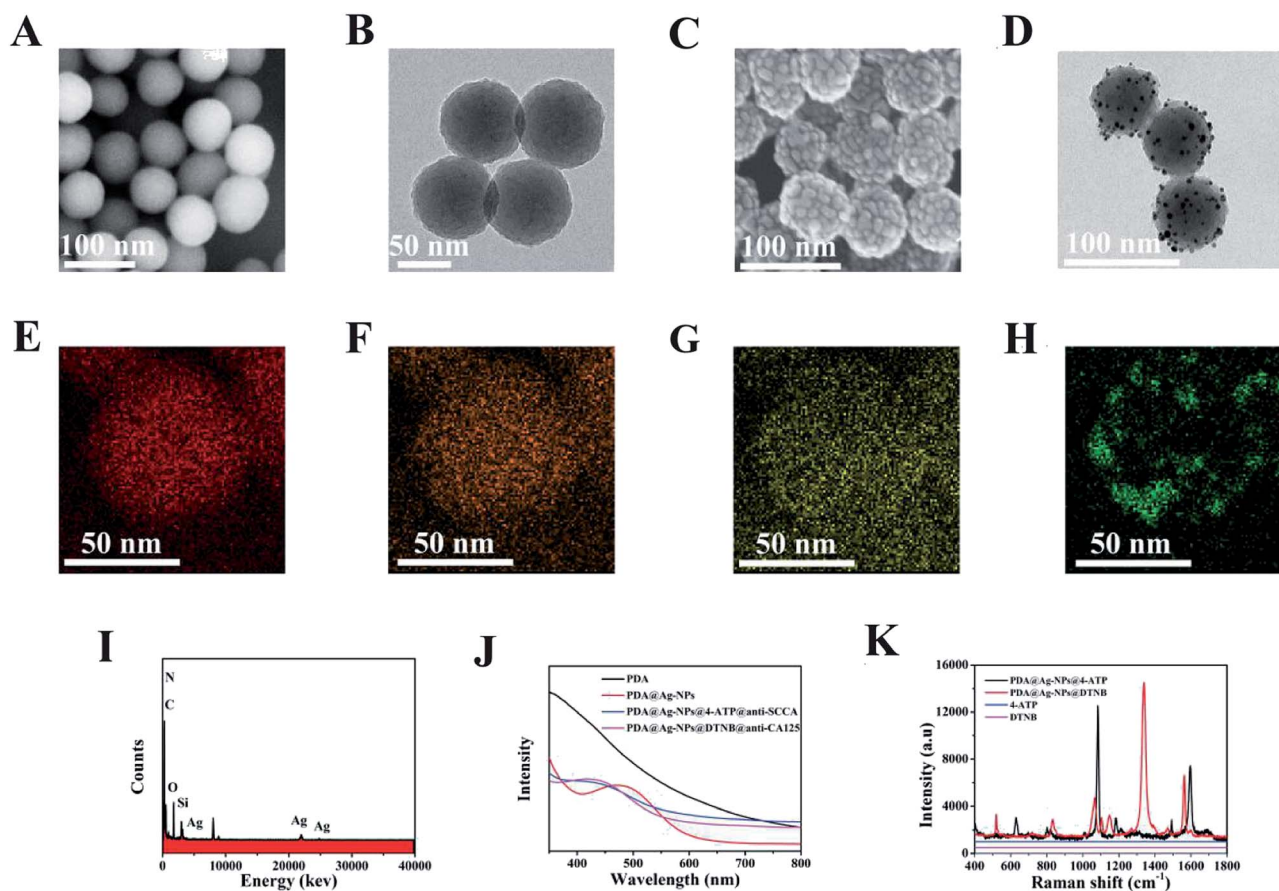 A
B
C
D
100 nm
50 nm
100 nm
100 nm
E
F
G
H
50 nm
50 nm
50 nm
50 nm
I
N
C
O
Si
Ag
Ag
Ag
Counts
0
10000
20000
30000
40000
Energy (kev)
J
PDA
PDA@Ag-NPs
PDA@Ag-NPs@4-ATP@anti-SCCA
PDA@Ag-NPs@DTNB@anti-CA125
Intensity
400
500
600
700
800
Wavelength (nm)
K
16000
12000
8000
4000
0
PDA@Ag-NPs@4-ATP
PDA@Ag-NPs@DTNB
4-ATP
DTNB
Intensity (a.u)
400
600
800
1000
1200
1400
1600
1800
Raman shift (cm⁻¹)